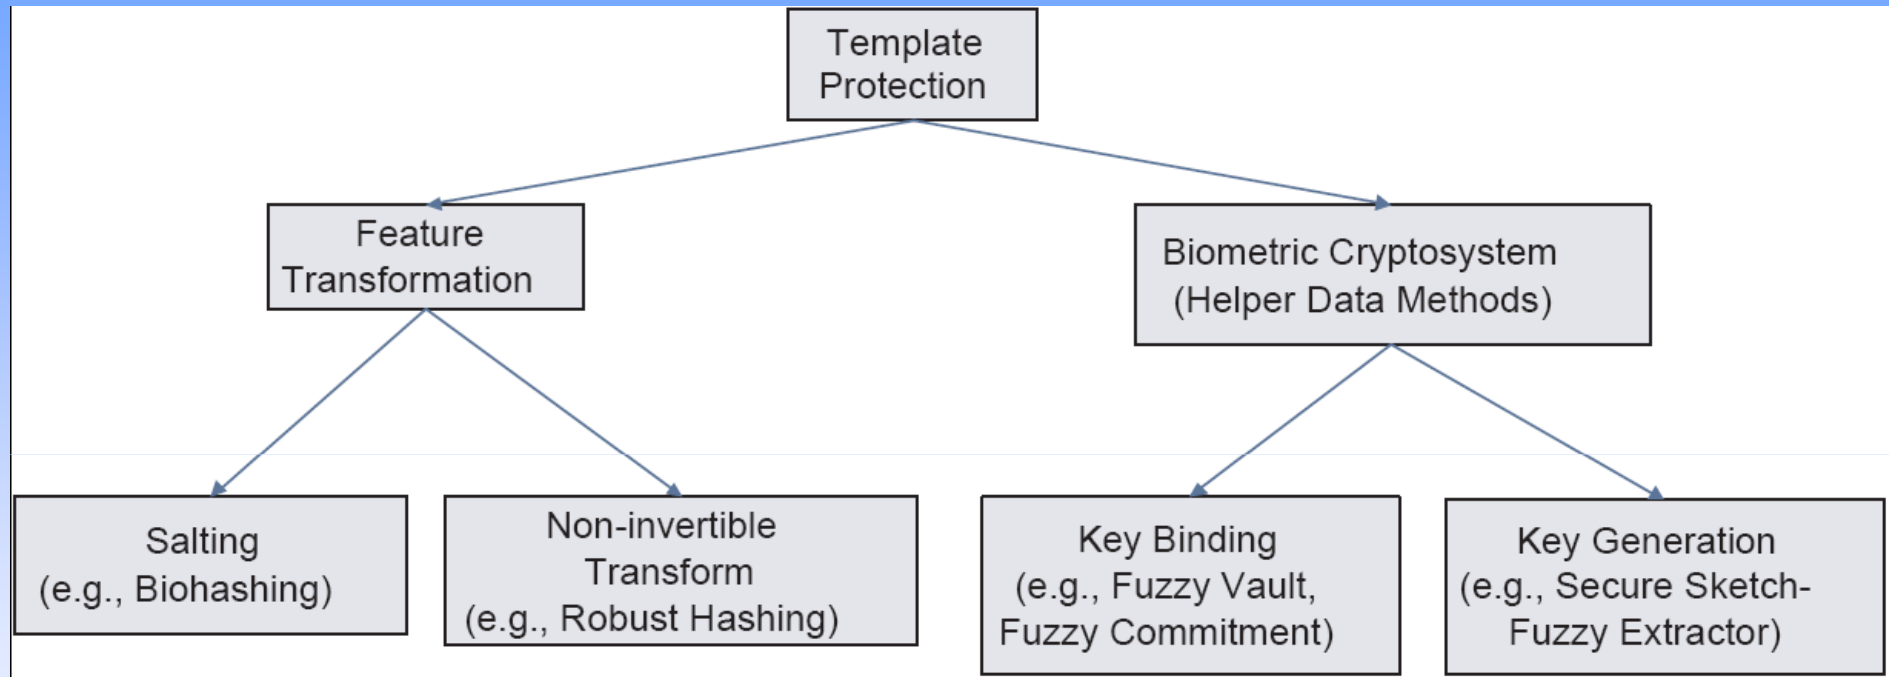 Template
Protection
Feature
Transformation
Biometric Cryptosystem
(Helper Data Methods)
Salting
(e.g., Biohashing)
Non-invertible
Transform
(e.g., Robust Hashing)
Key Binding
(e.g., Fuzzy Vault,
Fuzzy Commitment)
Key Generation
(e.g., Secure Sketch-
Fuzzy Extractor)